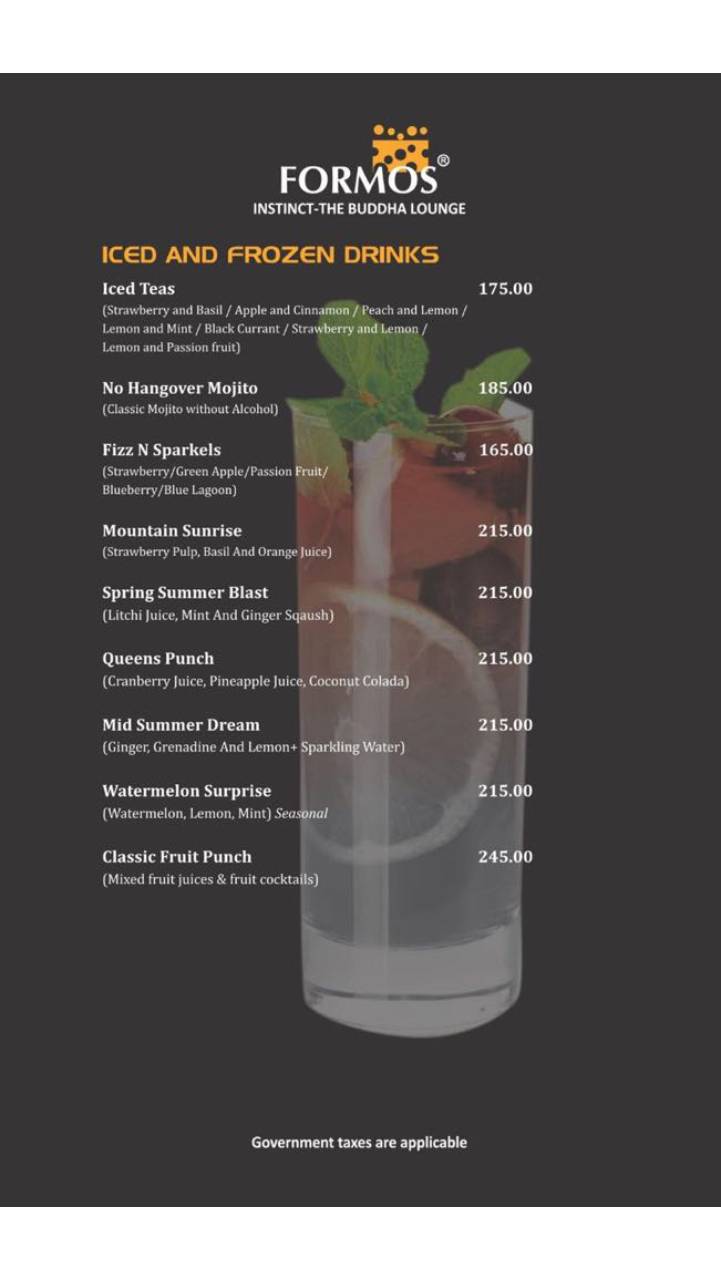 FORMOS®
INSTINCT-THE BUDDHA LOUNGE
ICED AND FROZEN DRINKS
Iced Teas 175.00
(Strawberry and Basil / Apple and Cinnamon / Peach and Lemon /
Lemon and Mint / Black Currant / Strawberry and Lemon /
Lemon and Passion fruit)
No Hangover Mojito 185.00
(Classic Mojito without Alcohol)
Fizz N Sparkels 165.00
(Strawberry/Green Apple/Passion Fruit/
Blueberry/Blue Lagoon)
Mountain Sunrise 215.00
(Strawberry Pulp, Basil And Orange Juice)
Spring Summer Blast 215.00
(Litchi Juice, Mint And Ginger Sqaush)
Queens Punch 215.00
(Cranberry Juice, Pineapple Juice, Coconut Colada)
Mid Summer Dream 215.00
(Ginger, Grenadine And Lemon+ Sparkling Water)
Watermelon Surprise 215.00
(Watermelon, Lemon, Mint) Seasonal
Classic Fruit Punch 245.00
(Mixed fruit juices & fruit cocktails)
Government taxes are applicable